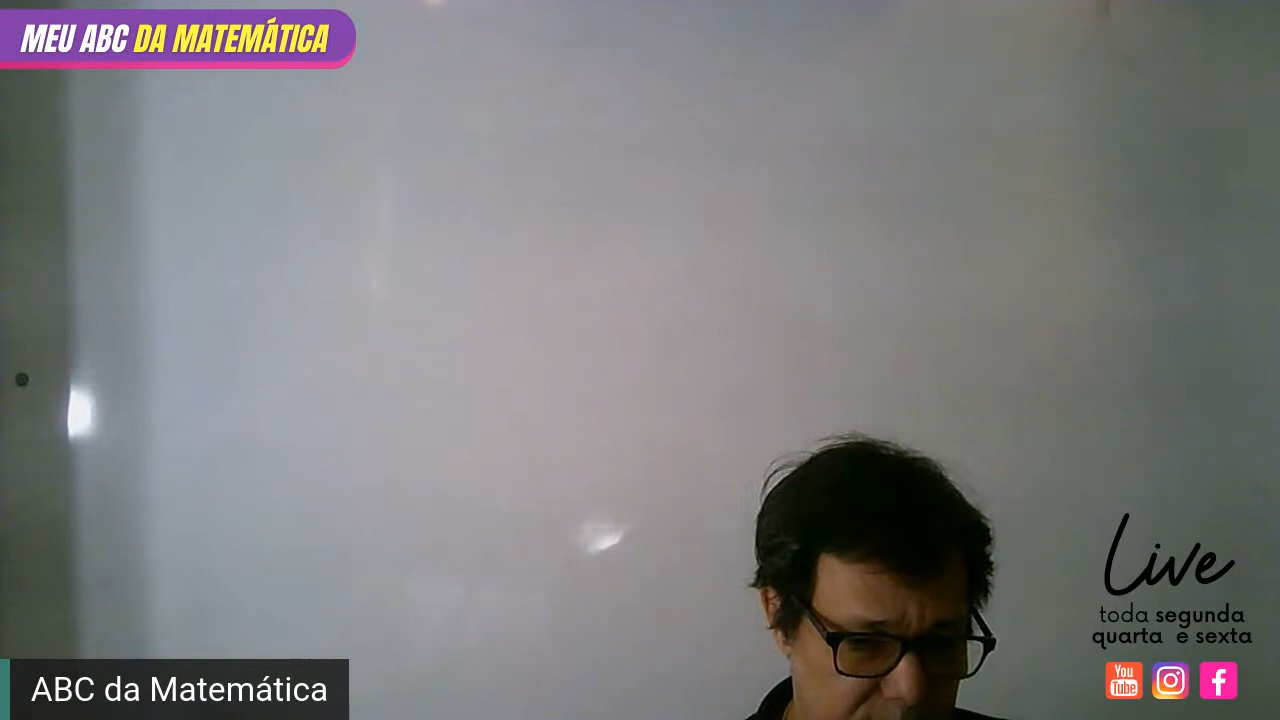 MEU ABC DA MATEMÁTICA
Live
toda segunda
quarta e sexta
You
Tube
ABC da Matemática